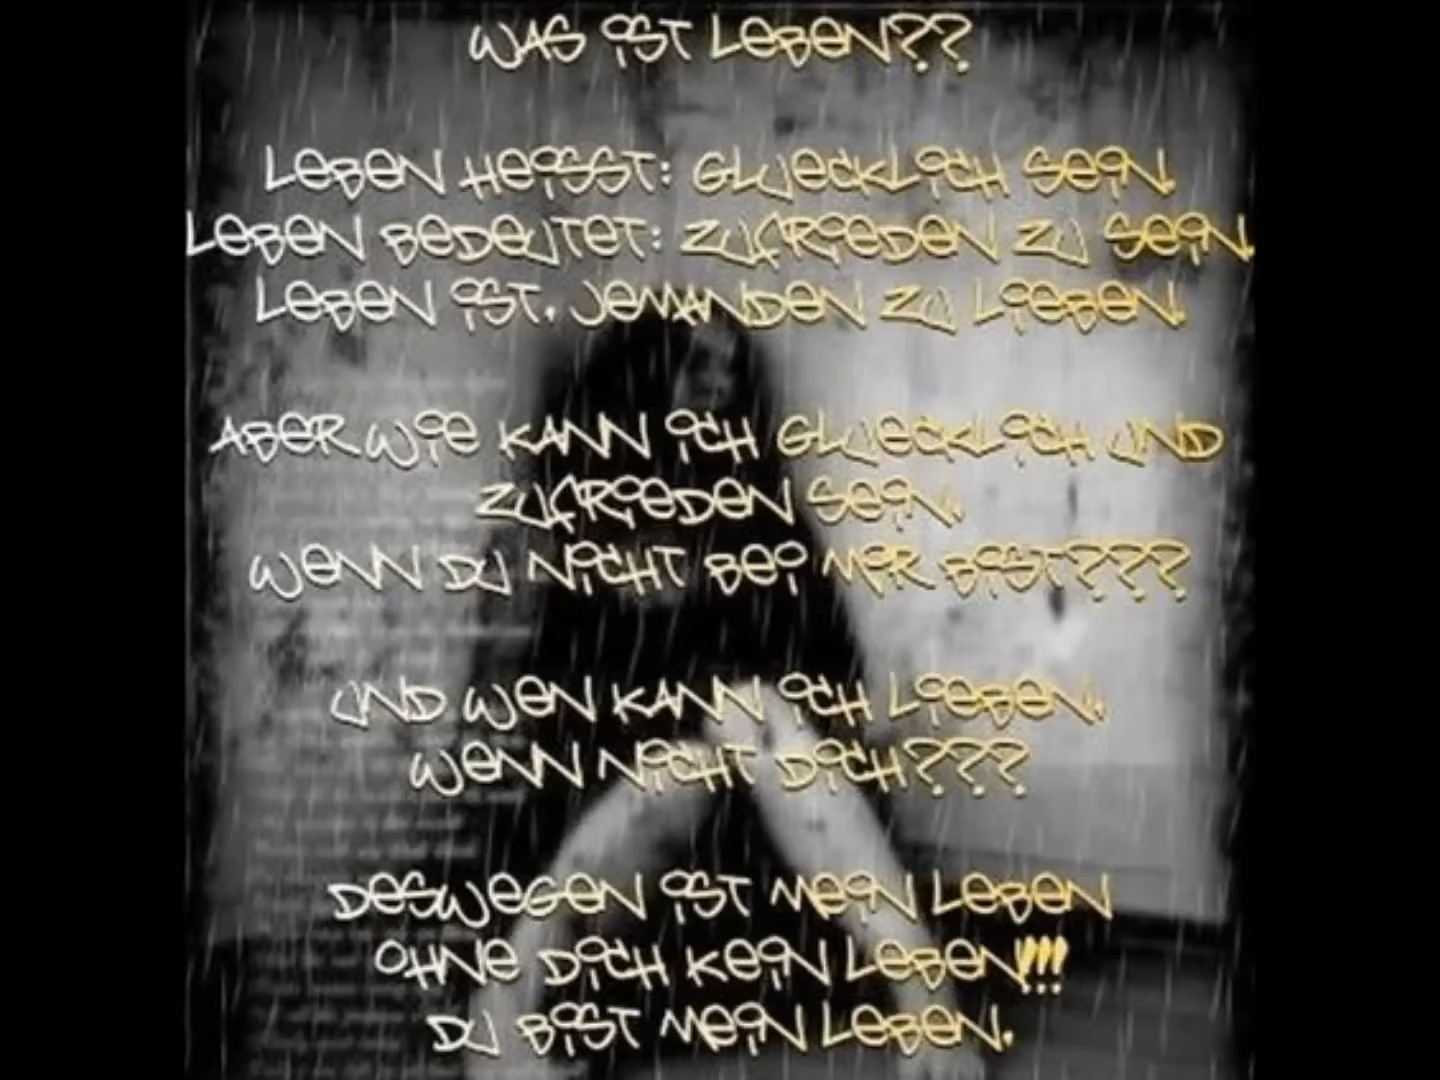 WAS IST LEBEN??
LEBEN HEISST: GLUECKLICH SEIN.
LEBEN BEDEUTET: ZUFRIEDEN ZU SEIN.
LEBEN IST, JEMANDEN ZU LIEBEN.
ABER WIE KANN ICH GLUECKLICH UND
ZUFRIEDEN SEIN,
WENN DU NICHT BEI MIR BIST???
UND WEN KANN ICH LIEBEN,
WENN NICHT DICH???
DESWEGEN IST MEIN LEBEN
OHNE DICH KEIN LEBEN!!!
DU BIST MEIN LEBEN.